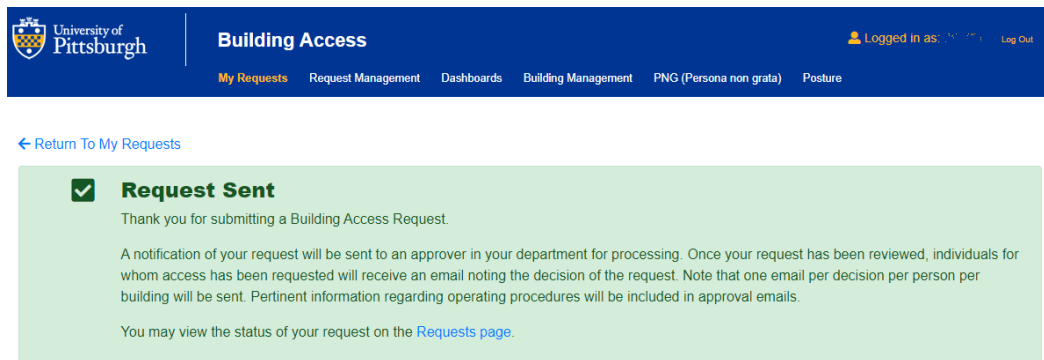 University of
Pittsburgh
Building Access
Logged in as:
Log Out
My Requests Request Management Dashboards Building Management PNG (Persona non grata) Posture
Return To My Requests
Request Sent
Thank you for submitting a Building Access Request.
A notification of your request will be sent to an approver in your department for processing. Once your request has been reviewed, individuals for
whom access has been requested will receive an email noting the decision of the request. Note that one email per decision per person per
building will be sent. Pertinent information regarding operating procedures will be included in approval emails.
You may view the status of your request on the Requests page.